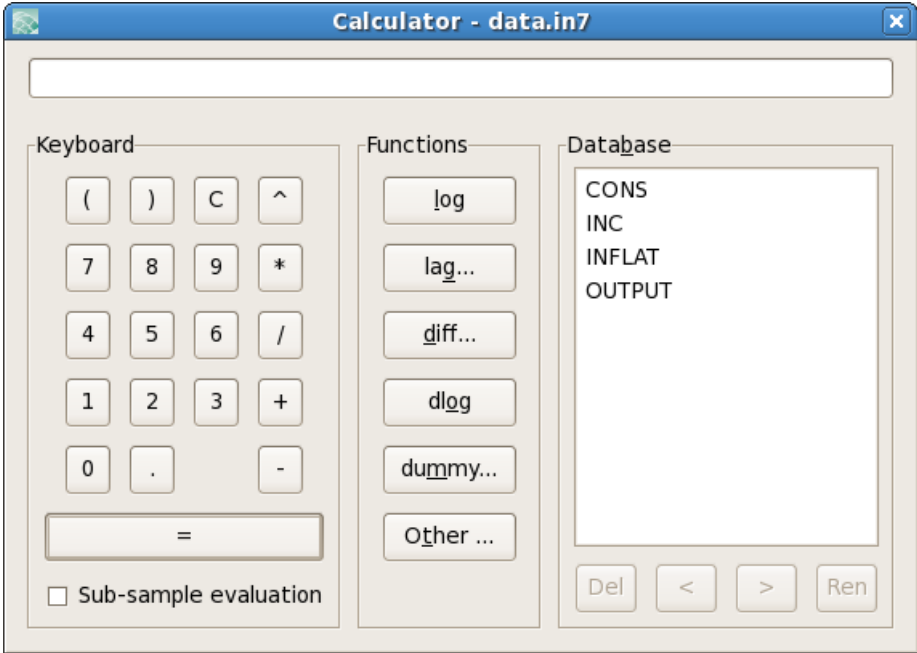 Calculator - data.in7
Keyboard
( ) C ^
7 8 9 *
4 5 6 /
1 2 3 +
0 . -
=
Sub-sample evaluation
Functions
log
lag...
diff...
dlog
dummy...
Other ...
Database
CONS
INC
INFLAT
OUTPUT
Del < > Ren